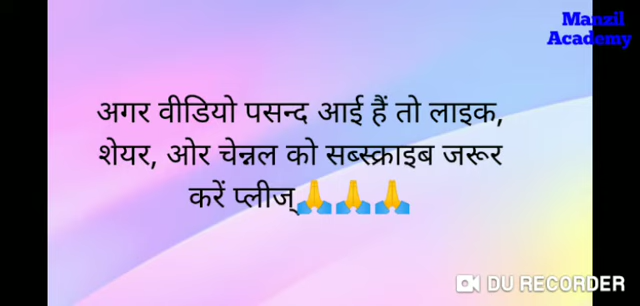 Manzil
Academy
अगर वीडियो पसन्द आई हैं तो लाइक,
शेयर, ओर चेन्नल को सब्स्क्राइब जरूर
करें प्लीज्🙏🙏🙏
DU RECORDER